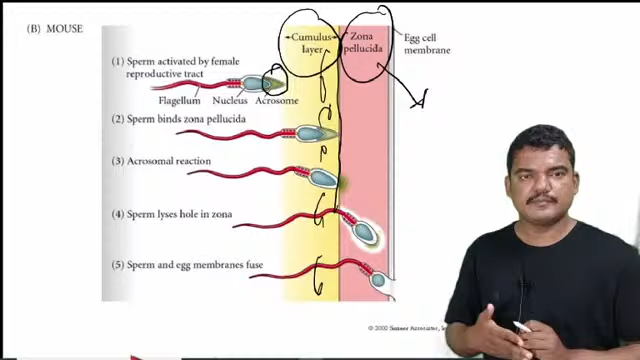 (B) MOUSE
Cumulus
layer
Zona
pellucida
Egg cell
membrane
(1) Sperm activated by female
reproductive tract
Flagellum Nucleus Acrosome
(2) Sperm binds zona pellucida
(3) Acrosomal reaction
(4) Sperm lyses hole in zona
(5) Sperm and egg membranes fuse
© 2000 Sinauer Associates,